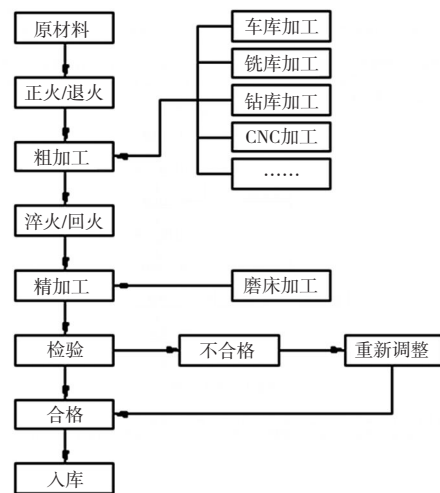 原材料
车库加工
铣库加工
正火/退火
钻库加工
CNC加工
粗加工
……
淬火/回火
精加工
磨床加工
检验
不合格
重新调整
合格
入库